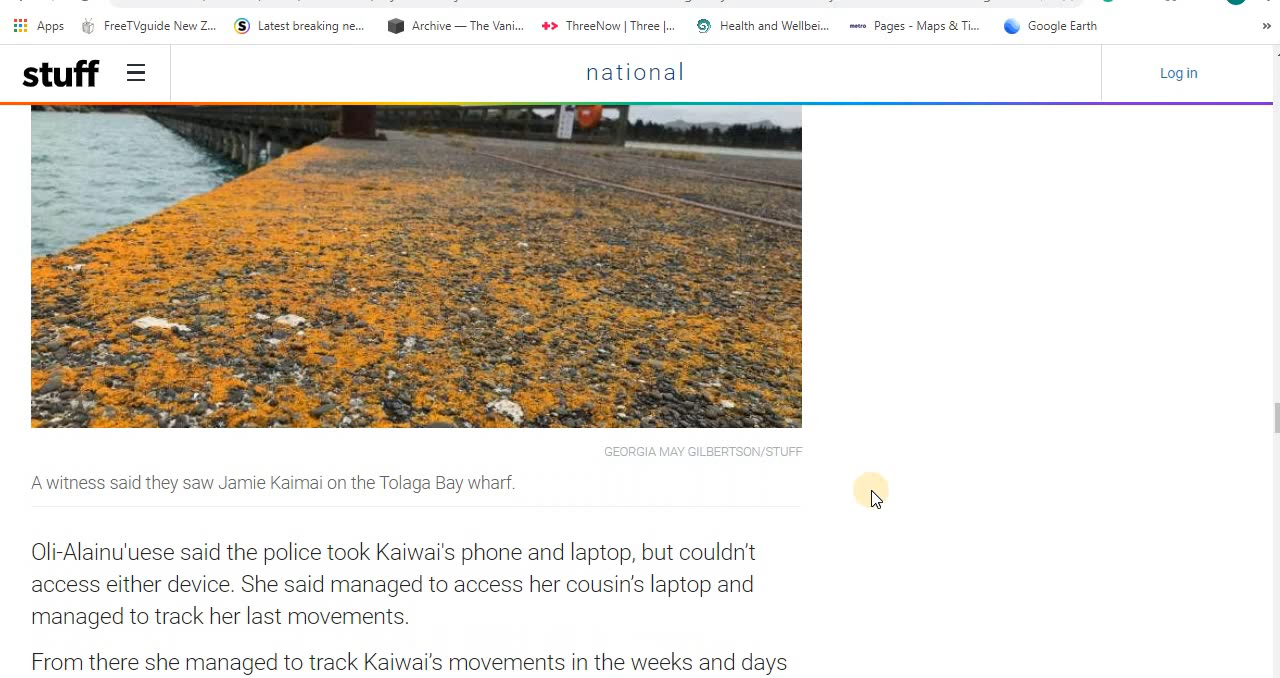 Apps FreeTVguide New Z... Latest breaking ne... Archive — The Vani... ThreeNow | Three |... Health and Wellbei... metro Pages - Maps & Ti... Google Earth »
stuff national Log in
GEORGIA MAY GILBERTSON/STUFF
A witness said they saw Jamie Kaimai on the Tolaga Bay wharf.
Oli-Alainu'uese said the police took Kaiwai's phone and laptop, but couldn’t
access either device. She said managed to access her cousin’s laptop and
managed to track her last movements.
From there she managed to track Kaiwai’s movements in the weeks and days